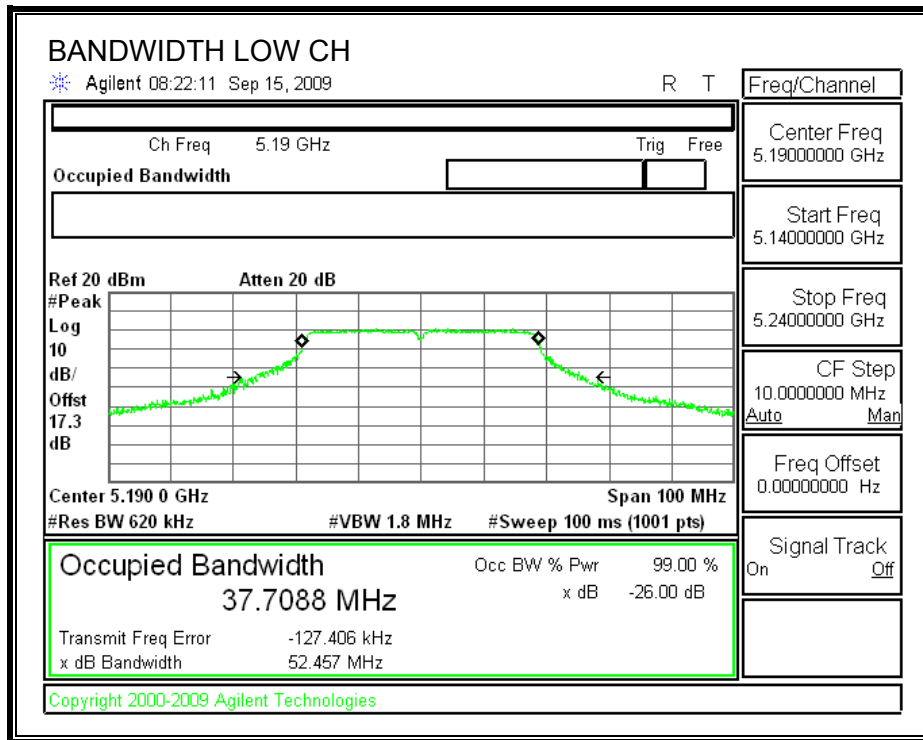 BANDWIDTH LOW CH
Agilent 08:22:11 Sep 15, 2009 R T
Freq/Channel
Ch Freq 5.19 GHz Trig Free
Occupied Bandwidth
Center Freq
5.19000000 GHz
Start Freq
5.14000000 GHz
Stop Freq
5.24000000 GHz
CF Step
10.0000000 MHz
Auto Man
Freq Offset
0.00000000 Hz
Signal Track
On Off
Ref 20 dBm Atten 20 dB
#Peak
Log
10
dB/
Offst
17.3
dB
Center 5.190 0 GHz Span 100 MHz
#Res BW 620 kHz #VBW 1.8 MHz #Sweep 100 ms (1001 pts)
Occupied Bandwidth Occ BW % Pwr 99.00 %
37.7088 MHz x dB -26.00 dB
Transmit Freq Error -127.406 kHz
x dB Bandwidth 52.457 MHz
Copyright 2000-2009 Agilent Technologies